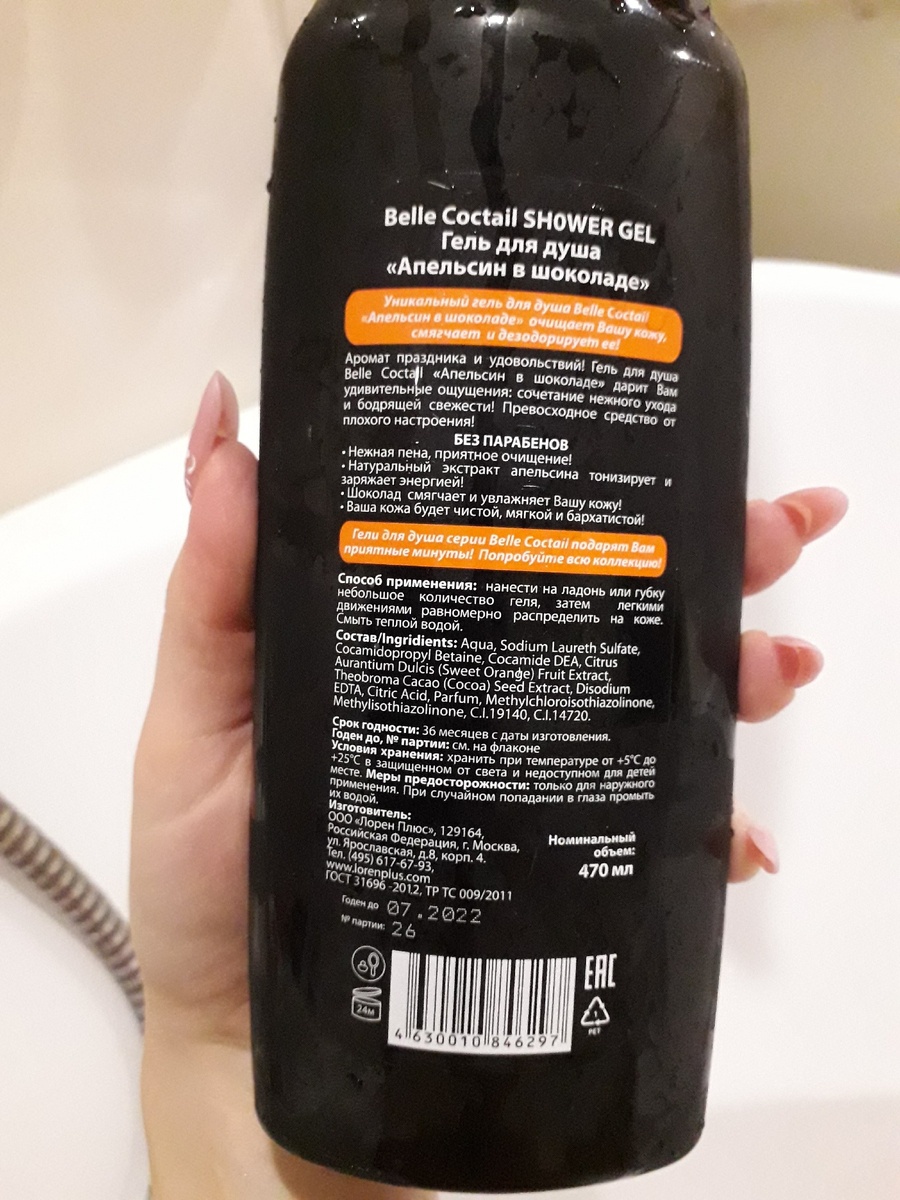 Belle Coctail SHOWER GEL
Гель для душа
«Апельсин в шоколаде»
Уникальный гель для душа Belle Coctail
«Апельсин в шоколаде» очищает Вашу кожу,
смягчает и дезодорирует ее!
Аромат праздника и удовольствий! Гель для душа
Belle Coctail «Апельсин в шоколаде» дарит Вам
удивительные ощущения: сочетание нежного ухода
и бодрящей свежести! Превосходное средство от
плохого настроения!
БЕЗ ПАРАБЕНОВ
• Нежная пена, приятное очищение!
• Натуральный экстракт апельсина тонизирует и
заряжает энергией!
• Шоколад смягчает и увлажняет Вашу кожу!
• Ваша кожа будет чистой, мягкой и бархатистой!
Гели для душа серии Belle Coctail подарят Вам
приятные минуты! Попробуйте всю коллекцию!
Способ применения: нанести на ладонь или губку
небольшое количество геля, затем легкими
движениями равномерно распределить на коже.
Смыть теплой водой.
Состав/Ingridients: Aqua, Sodium Laureth Sulfate,
Cocamidopropyl Betaine, Cocamide DEA, Citrus
Aurantium Dulcis (Sweet Orange) Fruit Extract,
Theobroma Cacao (Cocoa) Seed Extract, Disodium
EDTA, Citric Acid, Parfum, Methylchloroisothiazolinone,
Methylisothiazolinone, C.I.19140, C.I.14720.
Срок годности: 36 месяцев с даты изготовления.
Годен до, № партии: см. на флаконе
Условия хранения: хранить при температуре от +5°С до
+25°С в защищенном от света и недоступном для детей
месте. Меры предосторожности: только для наружного
применения. При случайном попадании в глаза промыть
их водой.
Изготовитель:
ООО «Лорен Плюс», 129164,
Российская Федерация, г. Москва,
ул. Ярославская, д.8, корп. 4.
Тел. (495) 617-67-93,
www.lorenplus.com
ГОСТ 31696 -2012, ТР ТС 009/2011
Номинальный
объем:
470 мл
Годен до 07.2022
№ партии: 26
24м
EAC
1
PET
4 630010 846297